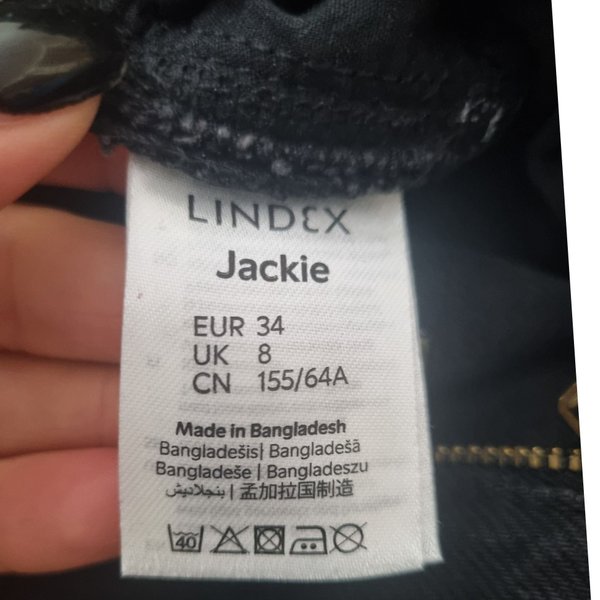 LINDEX
Jackie
EUR 34
UK 8
CN 155/64A
Made in Bangladesh
Bangladešis| Bangladešā
Bangladeše | Bangladeszu
بنجلاديش | 孟加拉国制造
40